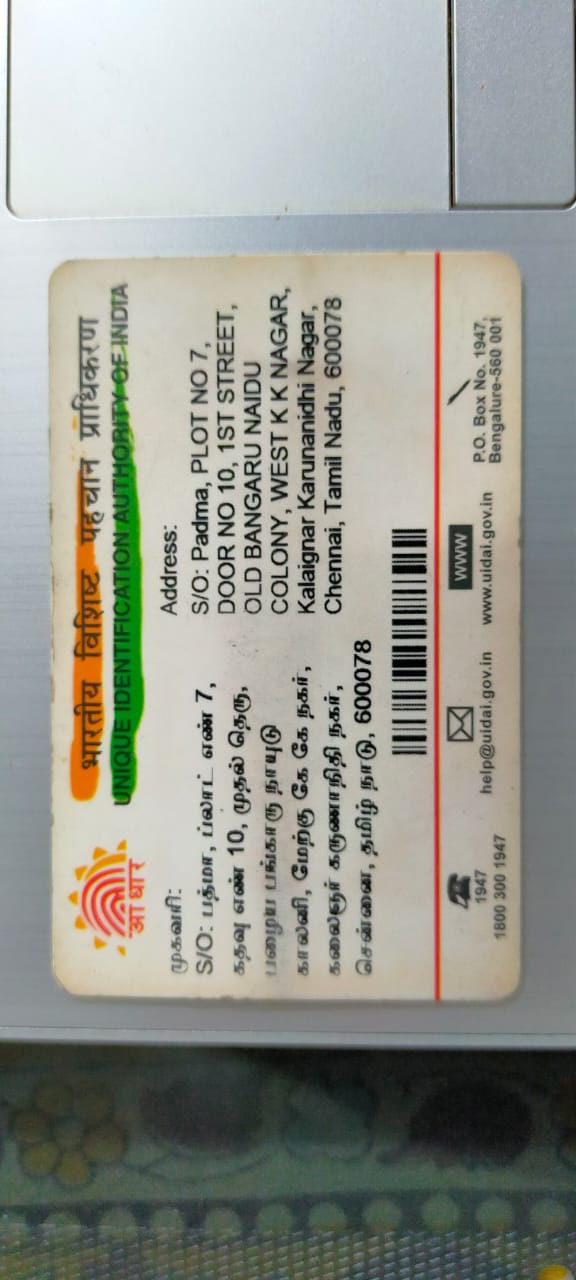 भारतीय विशिष्ट पहचान प्राधिकरण
UNIQUE IDENTIFICATION AUTHORITY OF INDIA
आधार
முகவரி:
S/O: பத்மா, ப்லாட் எண் 7,
கதவு எண் 10, முதல் தெரு,
பழைய பங்காரு நாயுடு
காலனி, மேற்கு கே கே நகர்,
கலைஞர் கருணாநிதி நகர்,
சென்னை, தமிழ் நாடு, 600078
Address:
S/O: Padma, PLOT NO 7,
DOOR NO 10, 1ST STREET,
OLD BANGARU NAIDU
COLONY, WEST K K NAGAR,
Kalaignar Karunanidhi Nagar,
Chennai, Tamil Nadu, 600078
1947
1800 300 1947
help@uidai.gov.in
WWW
www.uidai.gov.in
P.O. Box No. 1947,
Bengalure-560 001